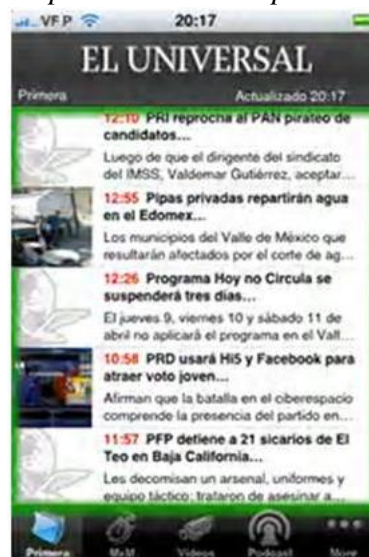 VF P 20:17
EL UNIVERSAL
Primera Actualizado 20:17
12:10 PRI reprocha al PAN pirateo de
candidatos...
Luego de que el dirigente del sindicato
del IMSS, Valdemar Gutiérrez, aceptar...
12:55 Pipas privadas repartirán agua
en el Edomex...
Los municipios del Valle de México que
resultarán afectados por el corte de ag...
12:26 Programa Hoy no Circula se
suspenderá tres días...
El jueves 9, viernes 10 y sábado 11 de
abril no aplicará el programa en el Vall...
10:58 PRD usará Hi5 y Facebook para
atraer voto joven...
Afirman que la batalla en el ciberespacio
comprende la presencia del partido en...
11:57 PFP detiene a 21 sicarios de El
Teo en Baja California...
Les decomisan un arsenal, uniformes y
equipo táctico; trataron de asesinar a...
Primera MxM Videos Podcast More